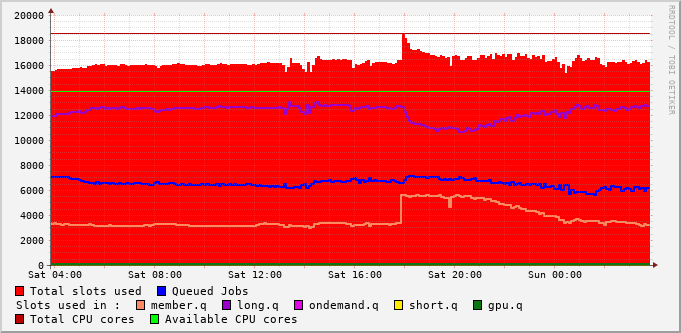 RRDTOOL / TOBI OETIKER
20000
18000
16000
14000
12000
10000
8000
6000
4000
2000
0
Sat 04:00 Sat 08:00 Sat 12:00 Sat 16:00 Sat 20:00 Sun 00:00
Total slots used Queued Jobs
Slots used in : member.q long.q ondemand.q short.q gpu.q
Total CPU cores Available CPU cores